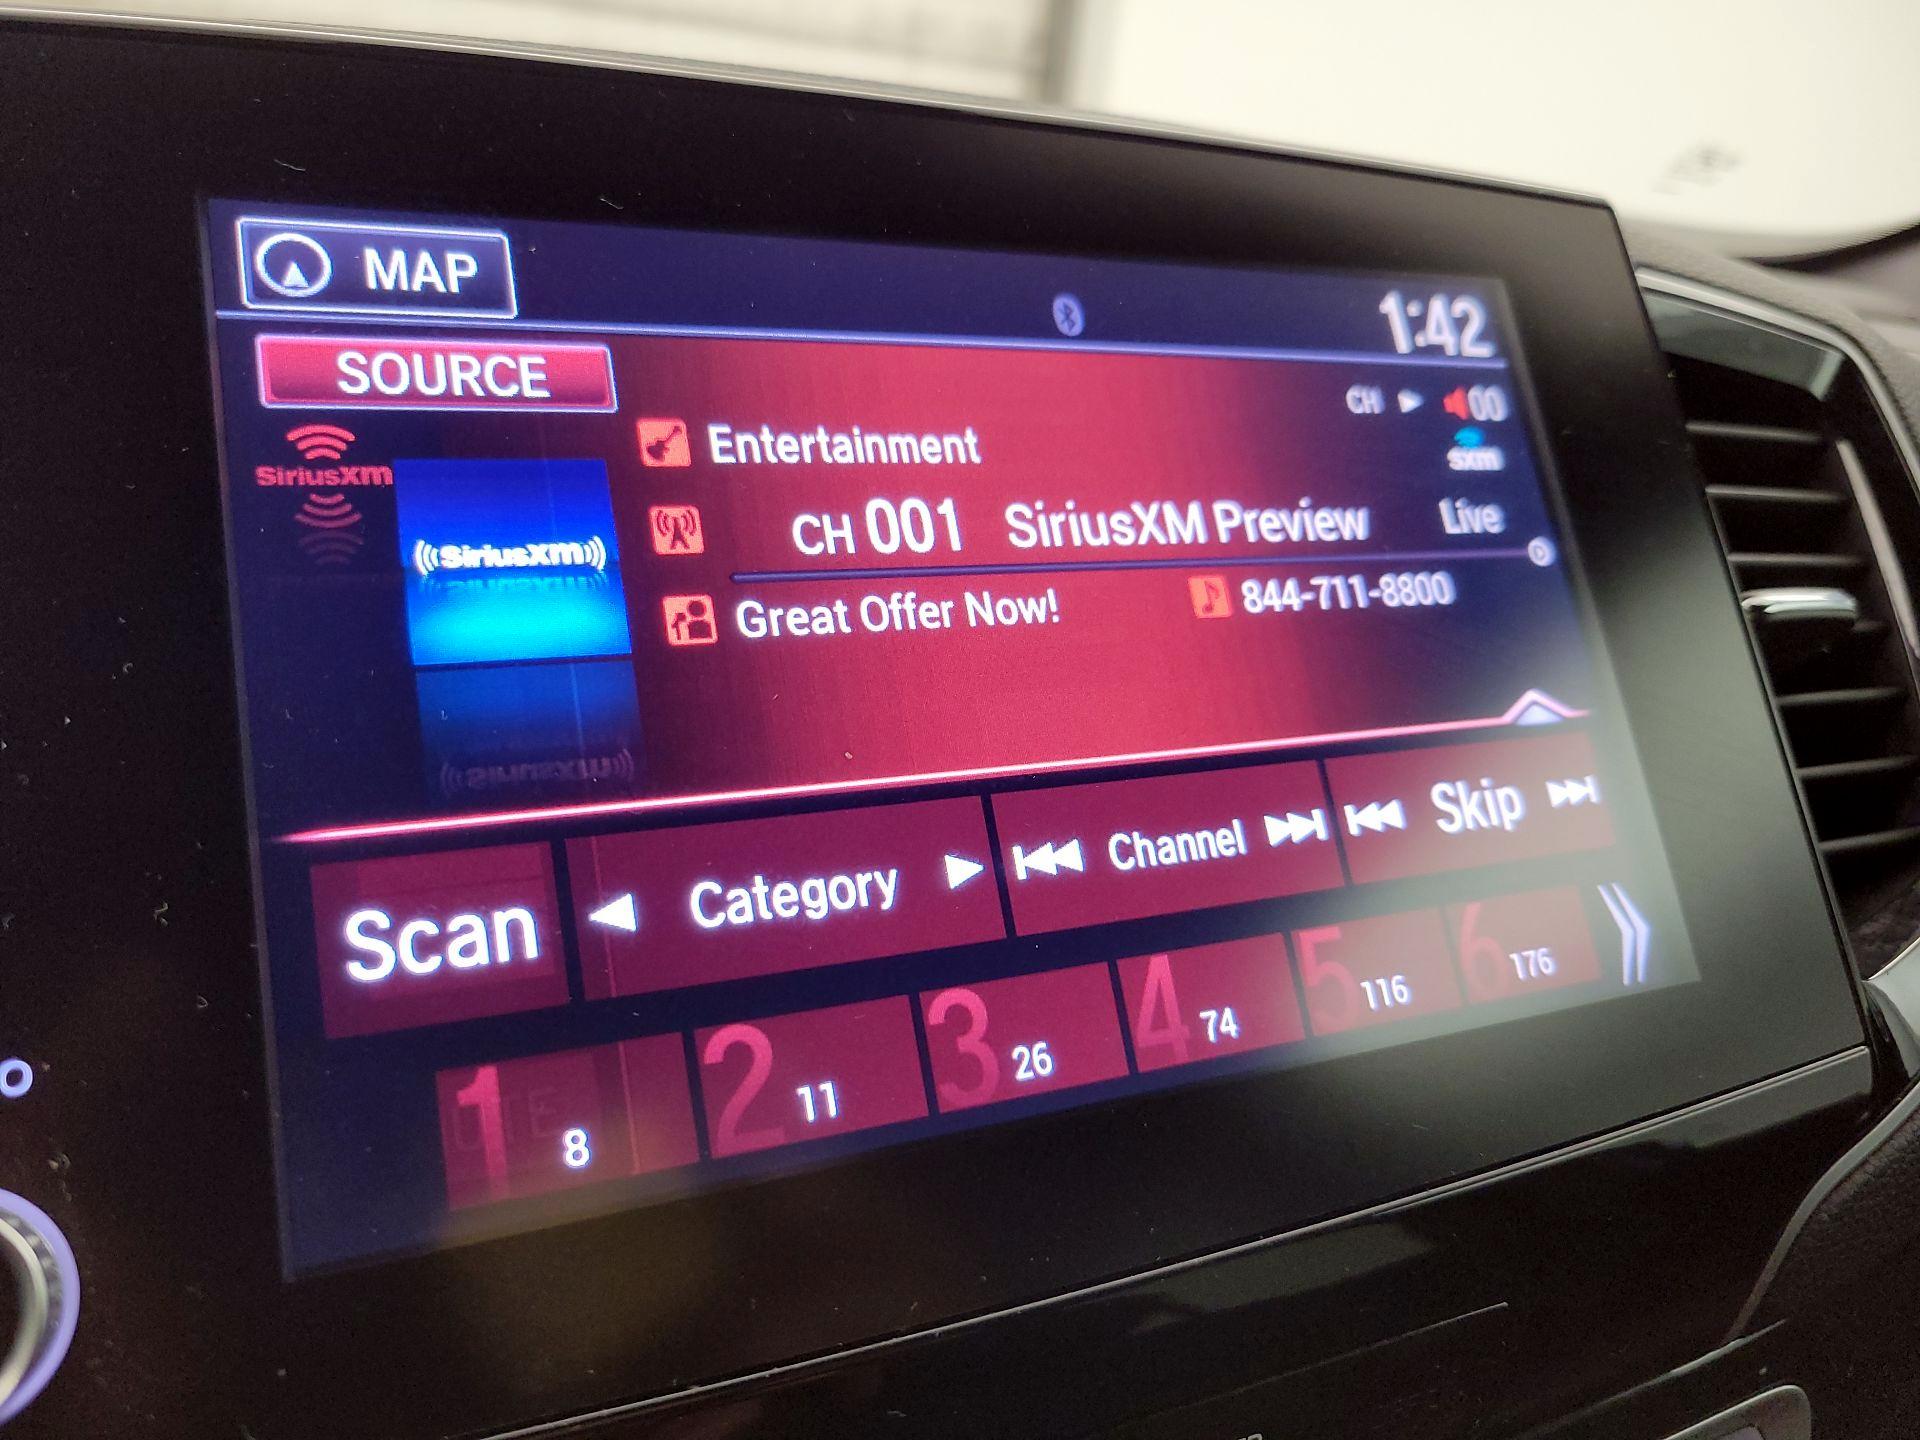 MAP
1:42
SOURCE
CH 00
SiriusXM
Entertainment
sxm
SiriusXM
CH 001 SiriusXM Preview Live
Great Offer Now! 844-711-8800
SiriusXM
Scan Category Channel Skip
1 8 2 11 3 26 4 74 5 116 6 176